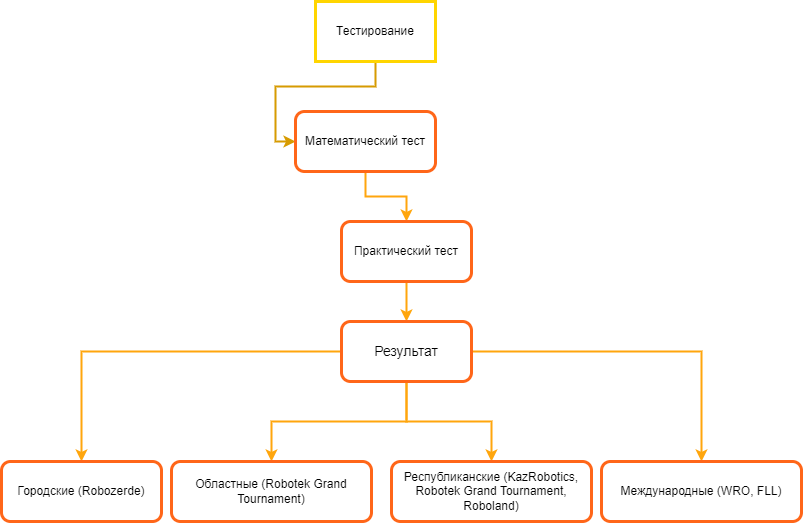 Тестирование
Математический тест
Практический тест
Результат
Городские (Robozerde)
Областные (Robotek Grand
Tournament)
Республиканские (KazRobotics,
Robotek Grand Tournament,
Roboland)
Международные (WRO, FLL)